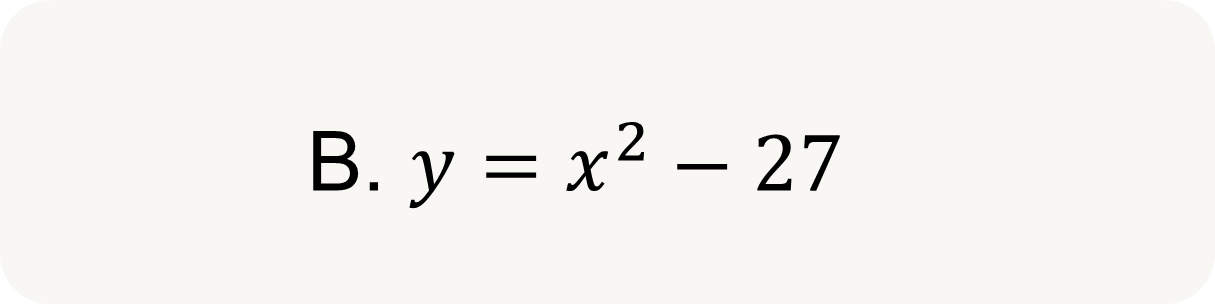 B. y = x² − 27